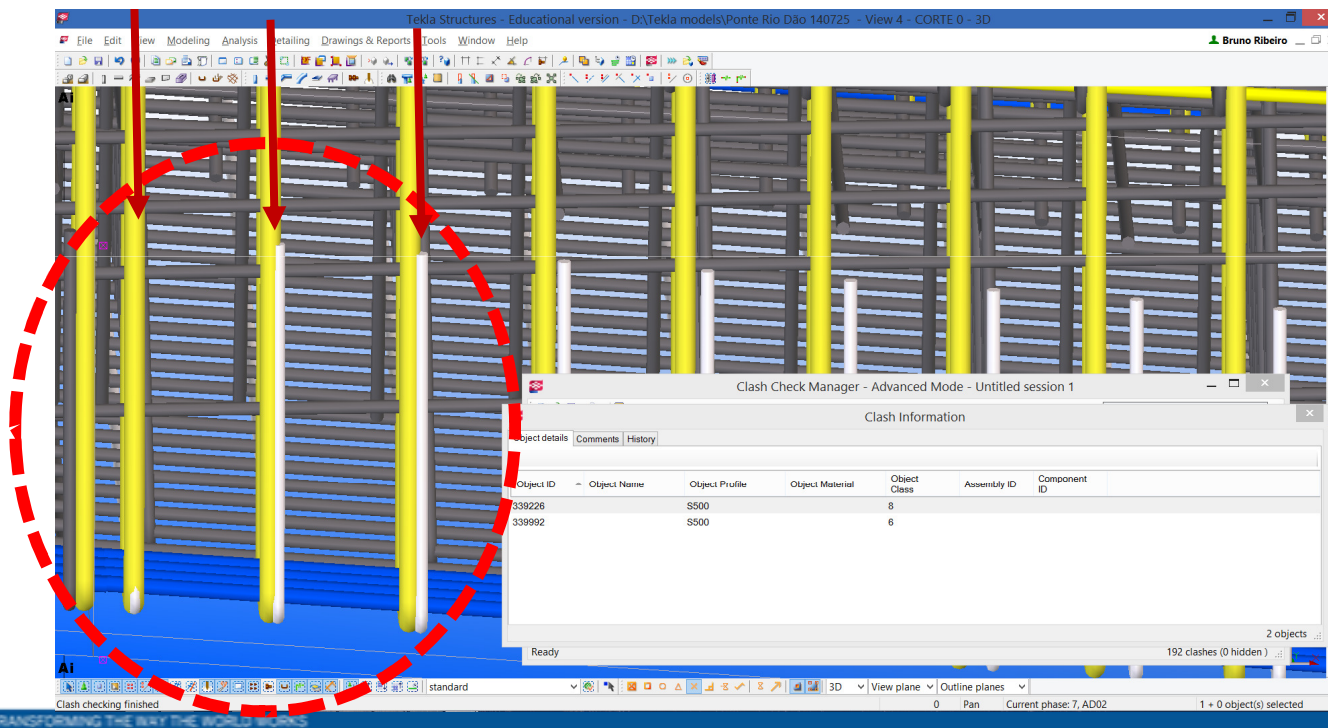 Tekla Structures - Educational version - D:\Tekla models\Ponte Rio Dão 140725 - View 4 - CORTE 0 - 3D
File Edit View Modeling Analysis Detailing Drawings & Reports Tools Window Help
Bruno Ribeiro
Ai
Clash Check Manager - Advanced Mode - Untitled session 1
Clash Information
Object details Comments History
Object ID Object Name Object Profile Object Material Object Class Assembly ID Component ID
339226 S500 8
339992 S500 6
2 objects
Ready 192 clashes (0 hidden)
Ai
standard 3D View plane Outline planes
Clash checking finished 0 Pan Current phase: 7, AD02 1 + 0 object(s) selected
TRANSFORMING THE WAY THE WORLD WORKS